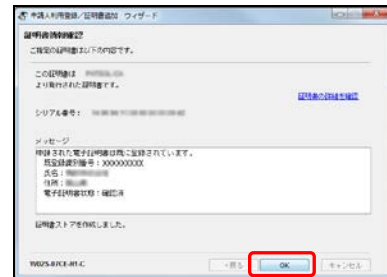 申請人利用登録/証明書追加 ウィザード
証明書情報確認
ご指定の証明書は以下の内容です。
この証明書は
より発行された証明書です。
証明書の詳細を確認
シリアル番号:
メッセージ
申請された電子証明書は既に登録されています。
既登録識別番号:XXXXXXXXX
氏名:
住所:
電子証明書状態:確認済
証明書ストアを作成しました。
<戻る
OK
キャンセル